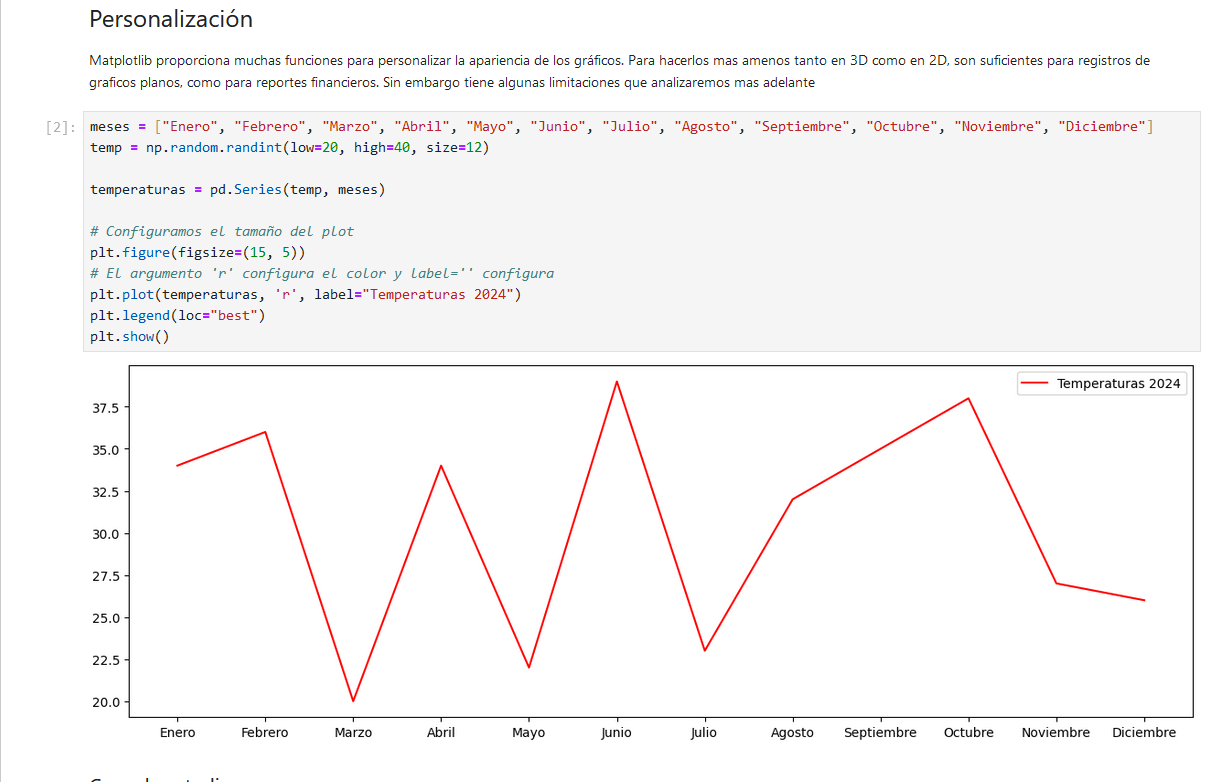 Personalización
Matplotlib proporciona muchas funciones para personalizar la apariencia de los gráficos. Para hacerlos mas amenos tanto en 3D como en 2D, son suficientes para registros de
graficos planos, como para reportes financieros. Sin embargo tiene algunas limitaciones que analizaremos mas adelante
[2]:
meses = ["Enero", "Febrero", "Marzo", "Abril", "Mayo", "Junio", "Julio", "Agosto", "Septiembre", "Octubre", "Noviembre", "Diciembre"]
temp = np.random.randint(low=20, high=40, size=12)
temperaturas = pd.Series(temp, meses)
# Configuramos el tamaño del plot
plt.figure(figsize=(15, 5))
# El argumento 'r' configura el color y label='' configura
plt.plot(temperaturas, 'r', label="Temperaturas 2024")
plt.legend(loc="best")
plt.show()
Temperaturas 2024
37.5
35.0
32.5
30.0
27.5
25.0
22.5
20.0
Enero Febrero Marzo Abril Mayo Junio Julio Agosto Septiembre Octubre Noviembre Diciembre